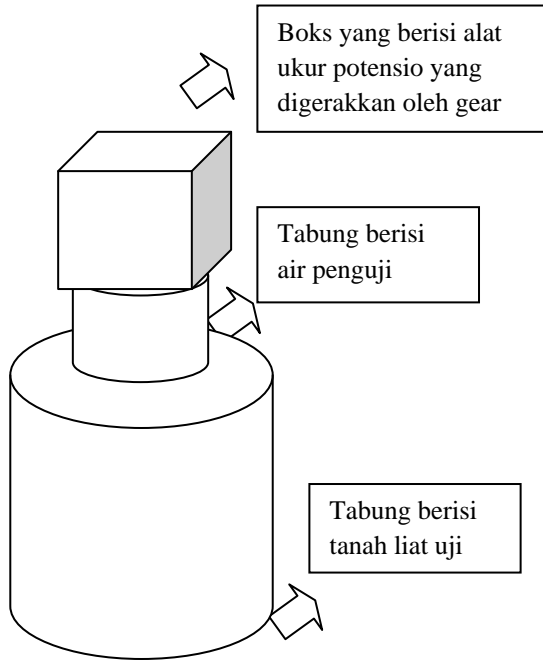 Boks yang berisi alat
ukur potensio yang
digerakkan oleh gear
Tabung berisi
air penguji
Tabung berisi
tanah liat uji